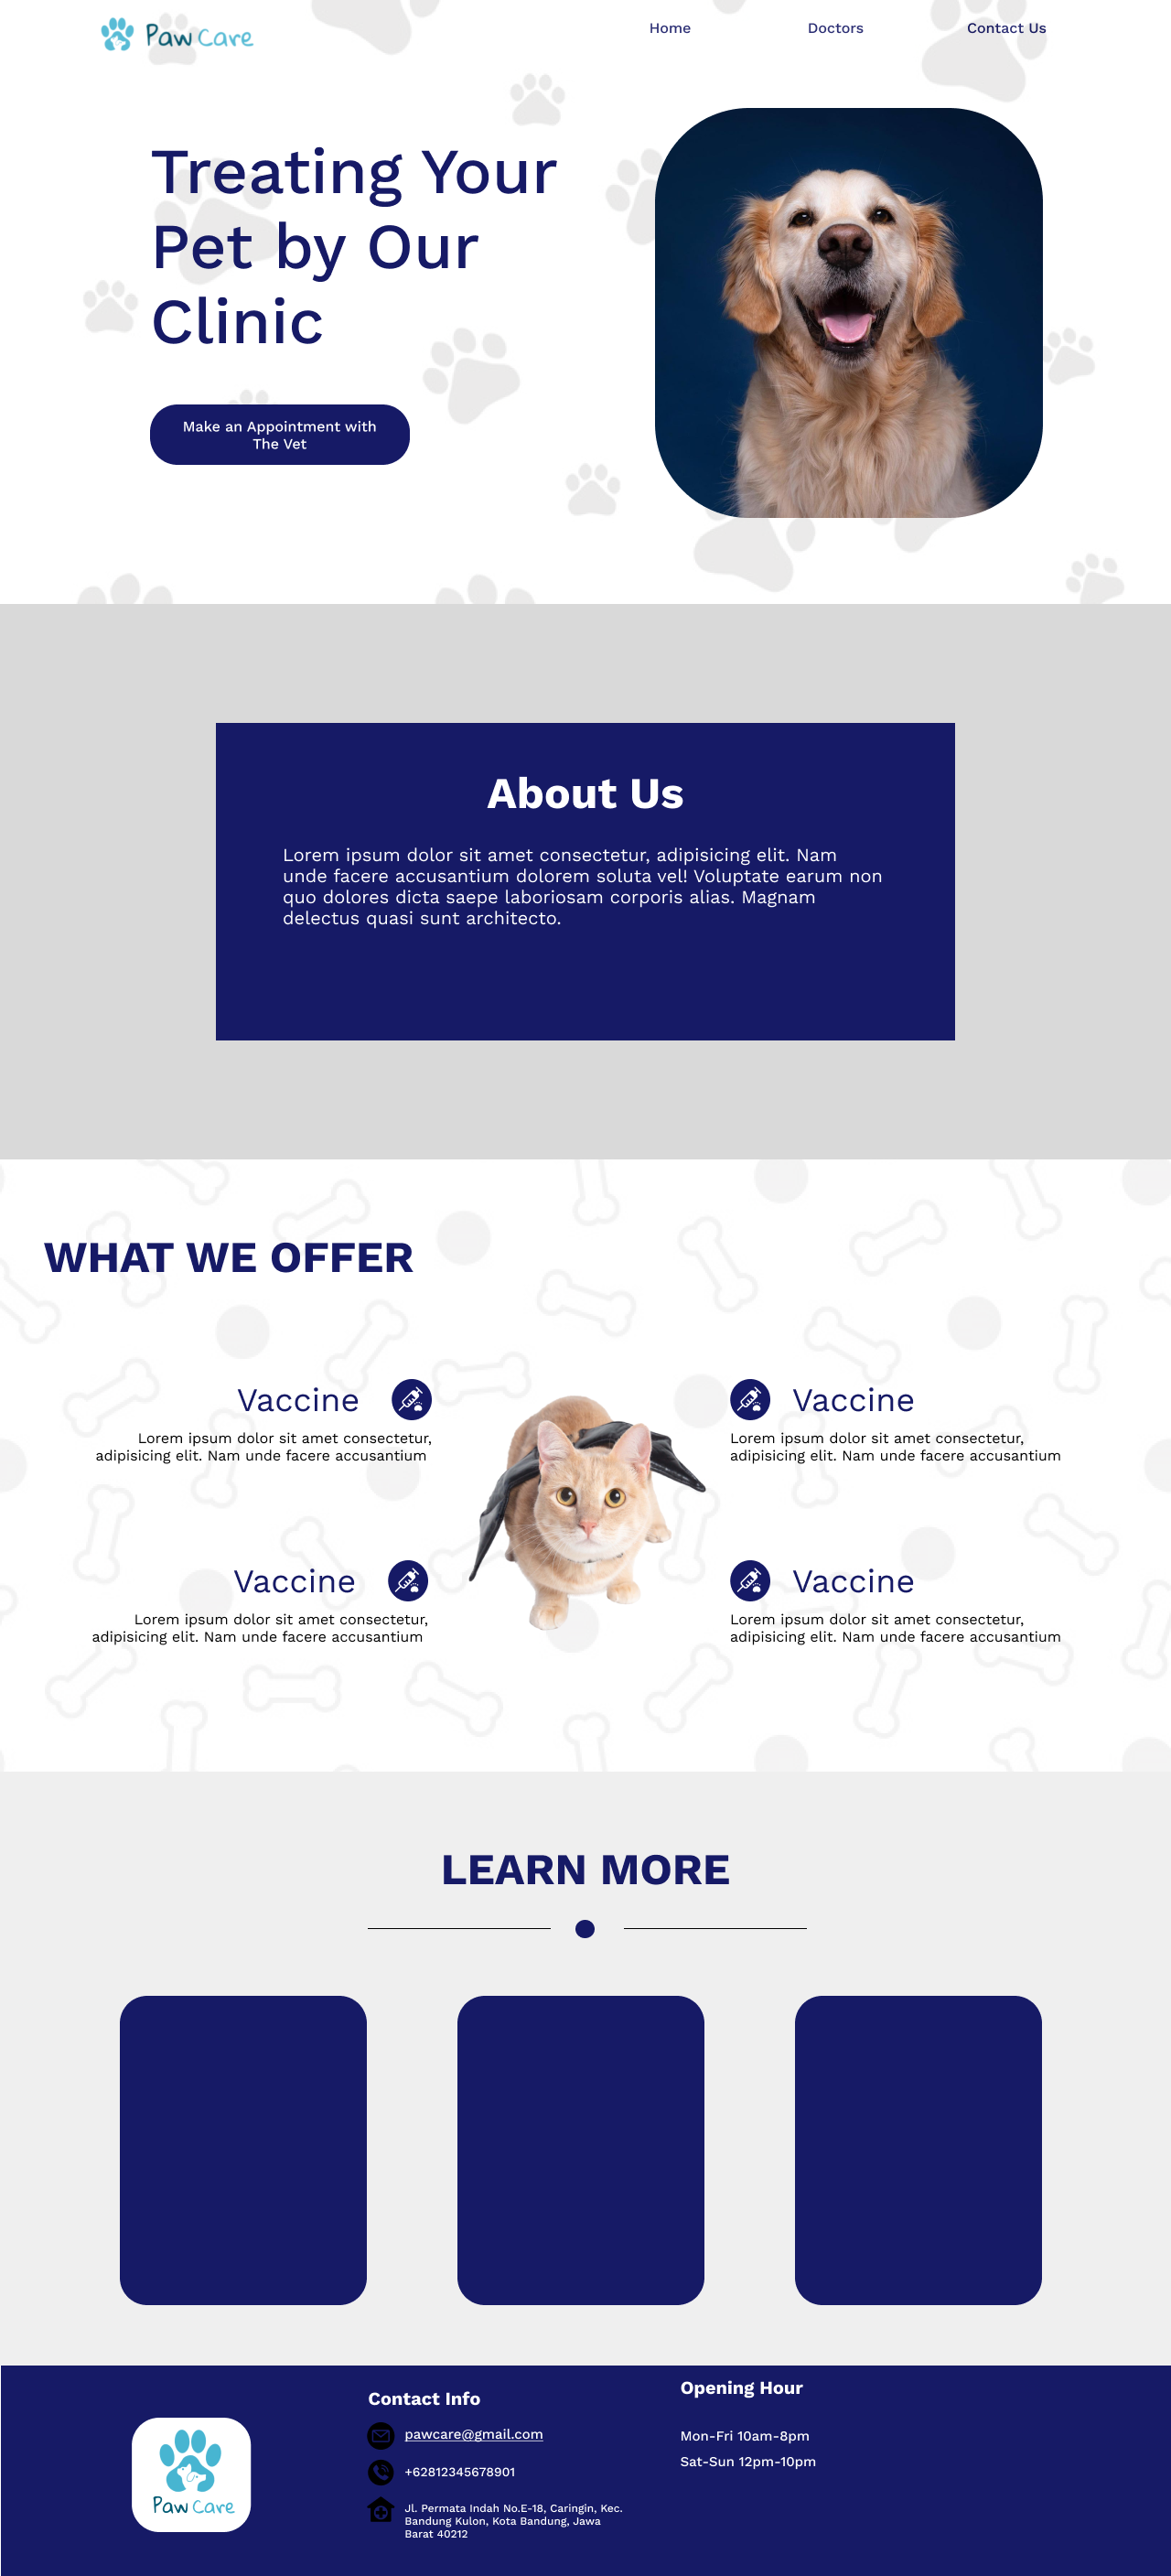 Paw Care
Home
Doctors
Contact Us
Treating Your
Pet by Our
Clinic
Make an Appointment with
The Vet
About Us
Lorem ipsum dolor sit amet consectetur, adipisicing elit. Nam
unde facere accusantium dolorem soluta vel! Voluptate earum non
quo dolores dicta saepe laboriosam corporis alias. Magnam
delectus quasi sunt architecto.
WHAT WE OFFER
Vaccine
Lorem ipsum dolor sit amet consectetur,
adipisicing elit. Nam unde facere accusantium
Vaccine
Lorem ipsum dolor sit amet consectetur,
adipisicing elit. Nam unde facere accusantium
Vaccine
Lorem ipsum dolor sit amet consectetur,
adipisicing elit. Nam unde facere accusantium
Vaccine
Lorem ipsum dolor sit amet consectetur,
adipisicing elit. Nam unde facere accusantium
LEARN MORE
Paw Care
Contact Info
pawcare@gmail.com
+62812345678901
Jl. Permata Indah No.E-18, Caringin, Kec.
Bandung Kulon, Kota Bandung, Jawa
Barat 40212
Opening Hour
Mon-Fri 10am-8pm
Sat-Sun 12pm-10pm